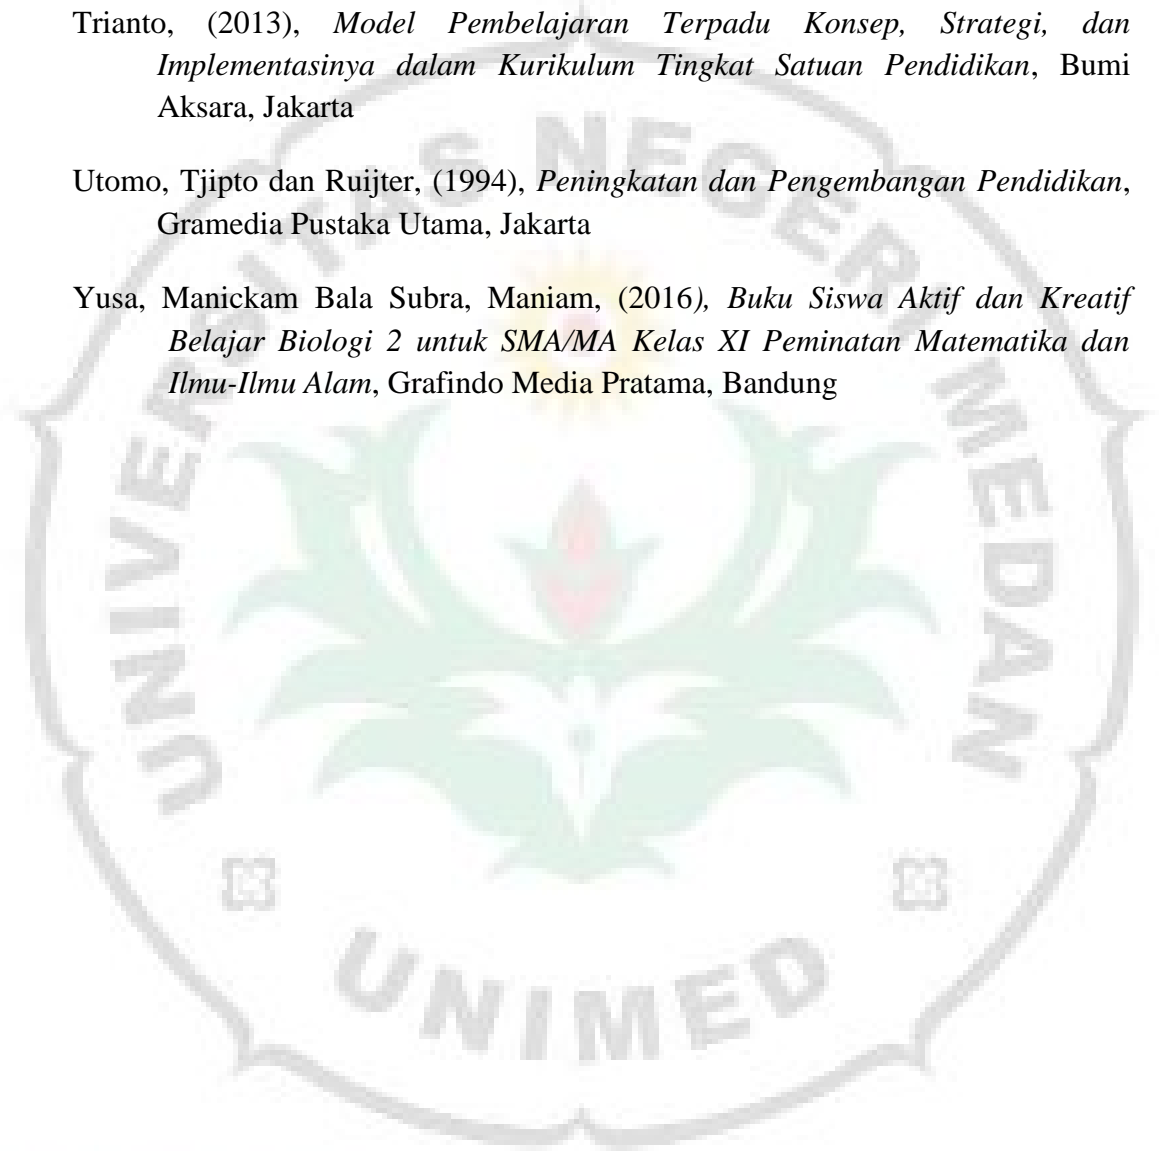 Trianto, (2013), Model Pembelajaran Terpadu Konsep, Strategi, dan
Implementasinya dalam Kurikulum Tingkat Satuan Pendidikan, Bumi
Aksara, Jakarta
Utomo, Tjipto dan Ruijter, (1994), Peningkatan dan Pengembangan Pendidikan,
Gramedia Pustaka Utama, Jakarta
Yusa, Manickam Bala Subra, Maniam, (2016), Buku Siswa Aktif dan Kreatif
Belajar Biologi 2 untuk SMA/MA Kelas XI Peminatan Matematika dan
Ilmu-Ilmu Alam, Grafindo Media Pratama, Bandung
UNIVERSITAS NEGERI MEDAN
UNIMED